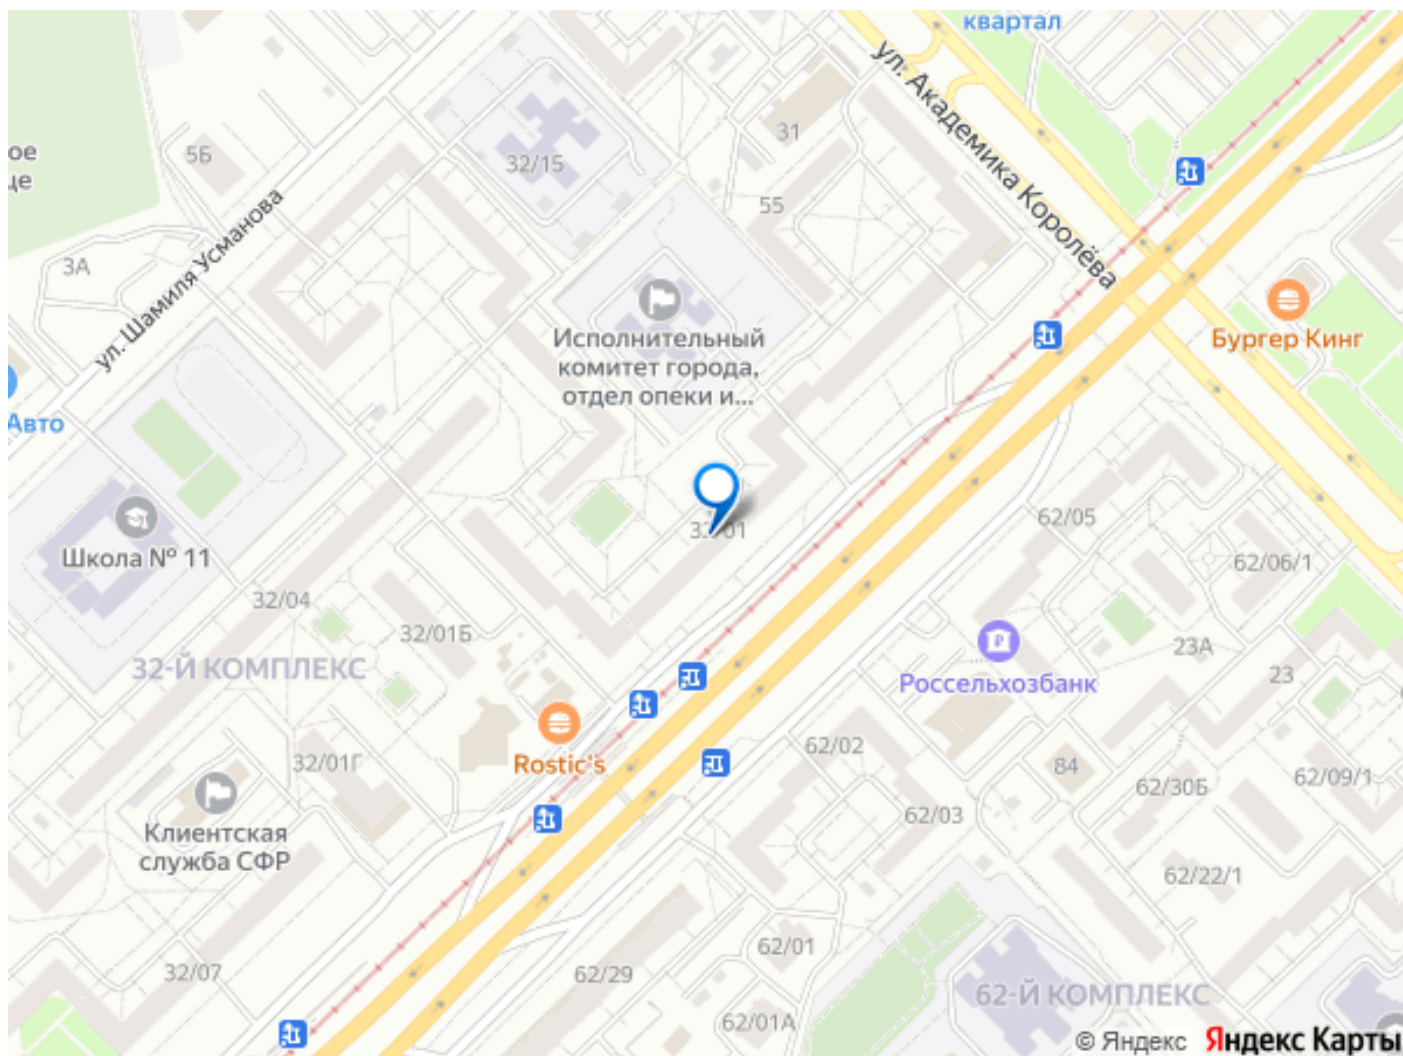 квартал
ул. Академика Королёва
31
5Б
32/15
ое
це
55
ул. Шамиля Усманова
3А
Исполнительный
комитет города,
отдел опеки и...
Бургер Кинг
Авто
62/05
Школа № 11
62/06/1
32/04
32/01Б
23А
32-Й КОМПЛЕКС
Россельхозбанк
23
62/02
Rostic's
32/01Г
84
62/09/1
62/30Б
62/03
Клиентская
служба СФР
62/22/1
62/01
32/07
62/29
62-Й КОМПЛЕКС
62/01А
© Яндекс Яндекс Карты